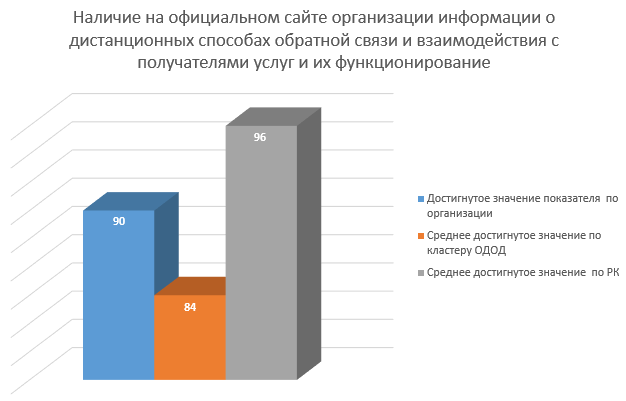 Наличие на официальном сайте организации информации о
дистанционных способах обратной связи и взаимодействия с
получателями услуг и их функционирование
90
84
96
Достигнутое значение показателя по
организации
Среднее достигнутое значение по
кластеру ОДОД
Среднее достигнутое значение по РК